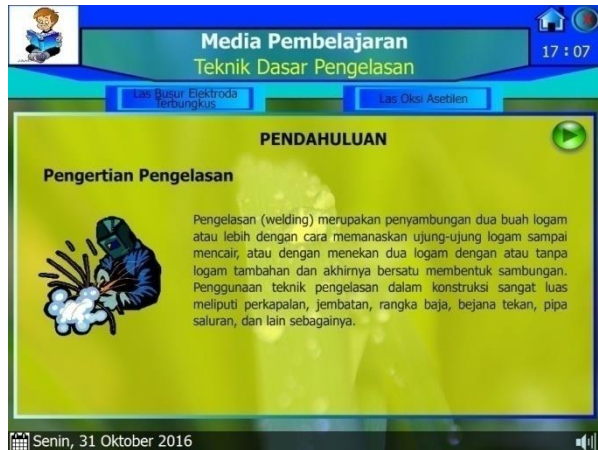 Media Pembelajaran
17 : 07
Teknik Dasar Pengelasan
Las Busur Elektroda
Terbungkus
Las Oksi Asetilen
PENDAHULUAN
Pengertian Pengelasan
Pengelasan (welding) merupakan penyambungan dua buah logam
atau lebih dengan cara memanaskan ujung-ujung logam sampai
mencair, atau dengan menekan dua logam dengan atau tanpa
logam tambahan dan akhirnya bersatu membentuk sambungan.
Penggunaan teknik pengelasan dalam konstruksi sangat luas
meliputi perkapalan, jembatan, rangka baja, bejana tekan, pipa
saluran, dan lain sebagainya.
Senin, 31 Oktober 2016